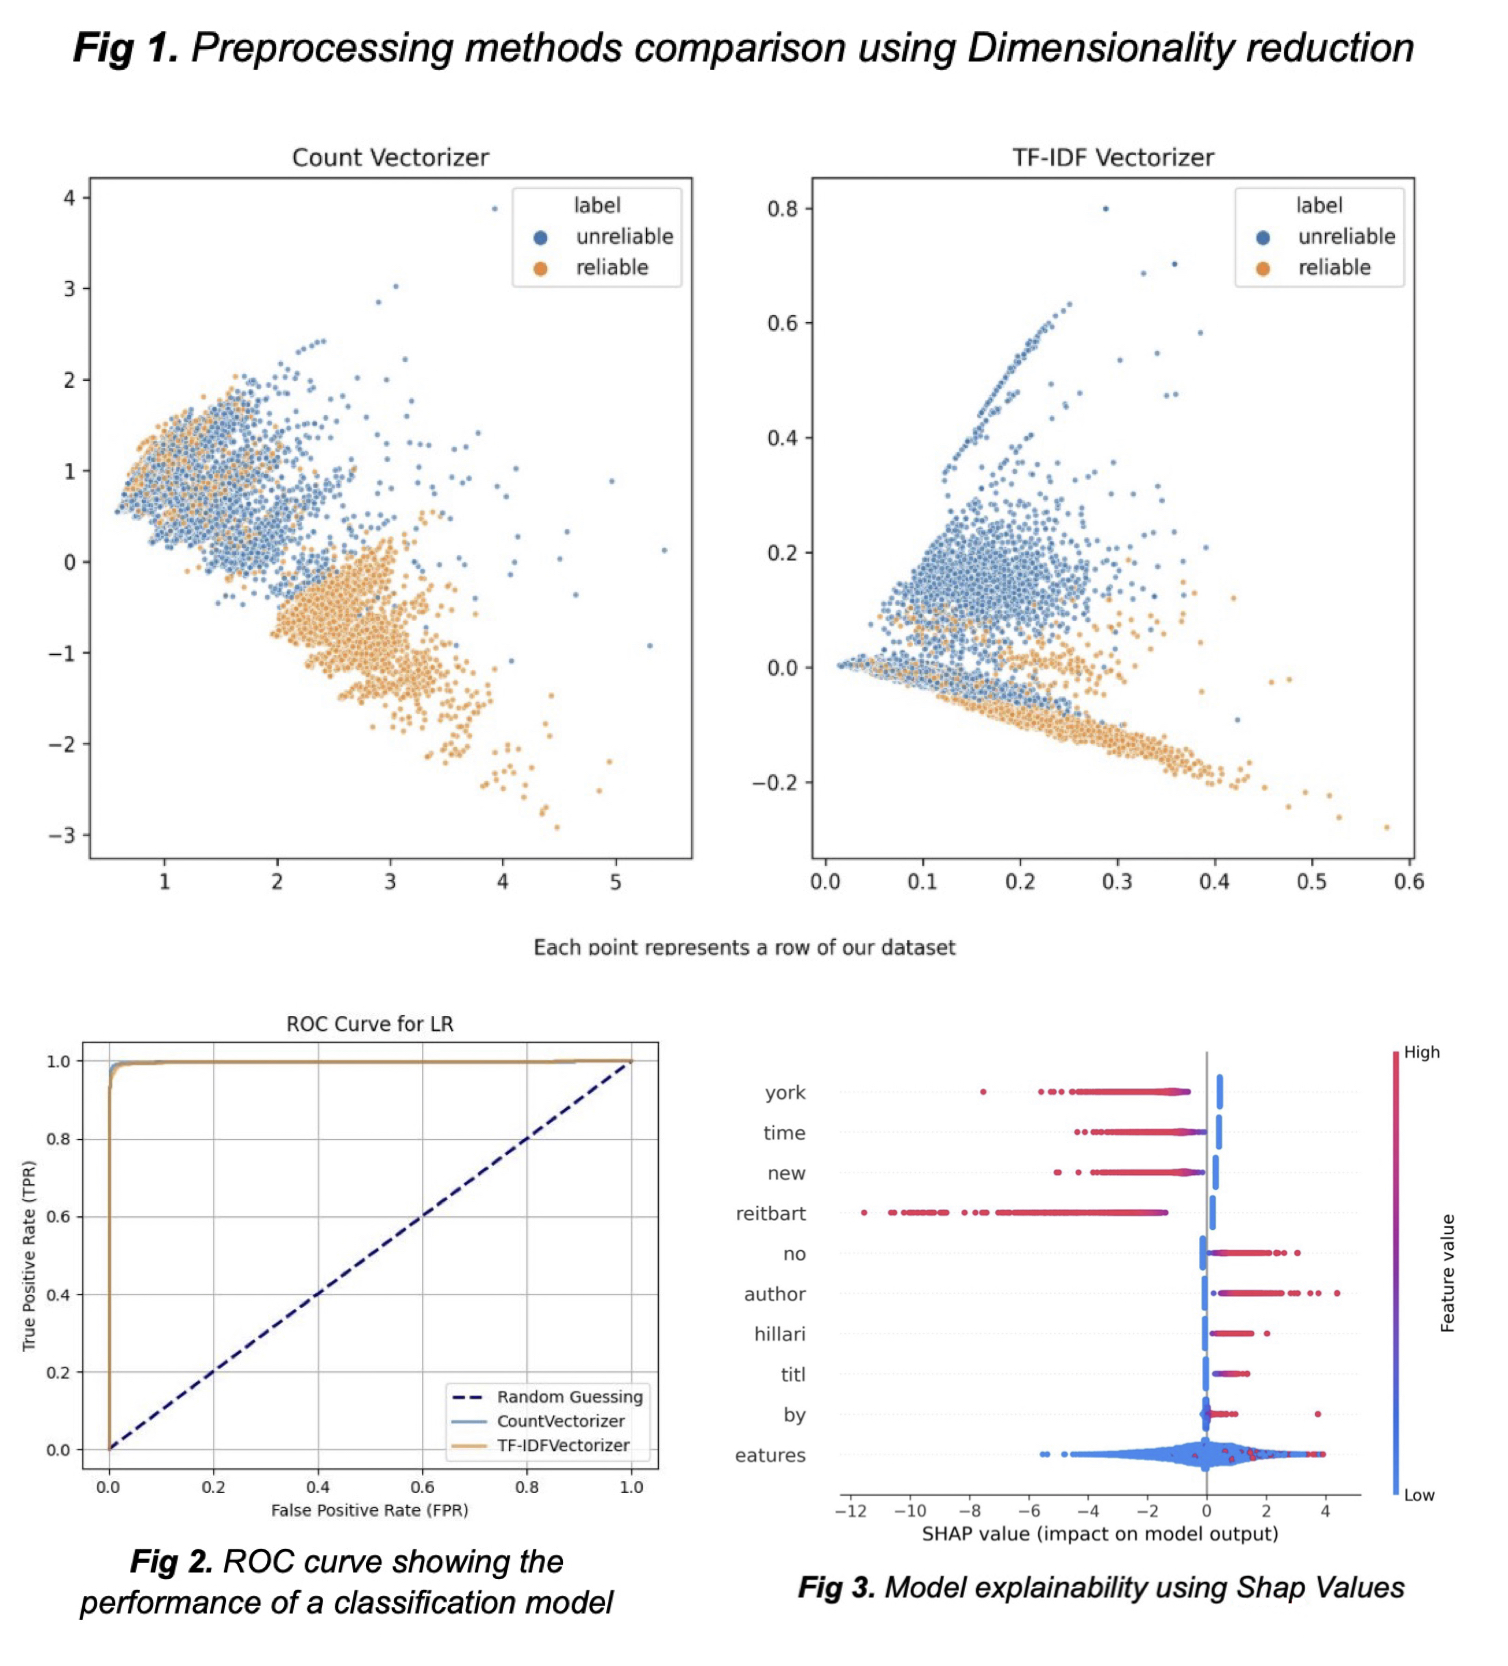 Fig 1. Preprocessing methods comparison using Dimensionality reduction
Count Vectorizer
4
3
2
1
0
−1
−2
−3
1 2 3 4 5
label
unreliable
reliable
TF-IDF Vectorizer
0.8
0.6
0.4
0.2
0.0
−0.2
0.0 0.1 0.2 0.3 0.4 0.5 0.6
label
unreliable
reliable
Each point represents a row of our dataset
ROC Curve for LR
True Positive Rate (TPR)
1.0
0.8
0.6
0.4
0.2
0.0
0.0 0.2 0.4 0.6 0.8 1.0
False Positive Rate (FPR)
Random Guessing
CountVectorizer
TF-IDFVectorizer
Fig 2. ROC curve showing the
performance of a classification model
york
time
new
reitbart
no
author
hillari
titl
by
eatures
−12 −10 −8 −6 −4 −2 0 2 4
SHAP value (impact on model output)
High
Feature value
Low
Fig 3. Model explainability using Shap Values